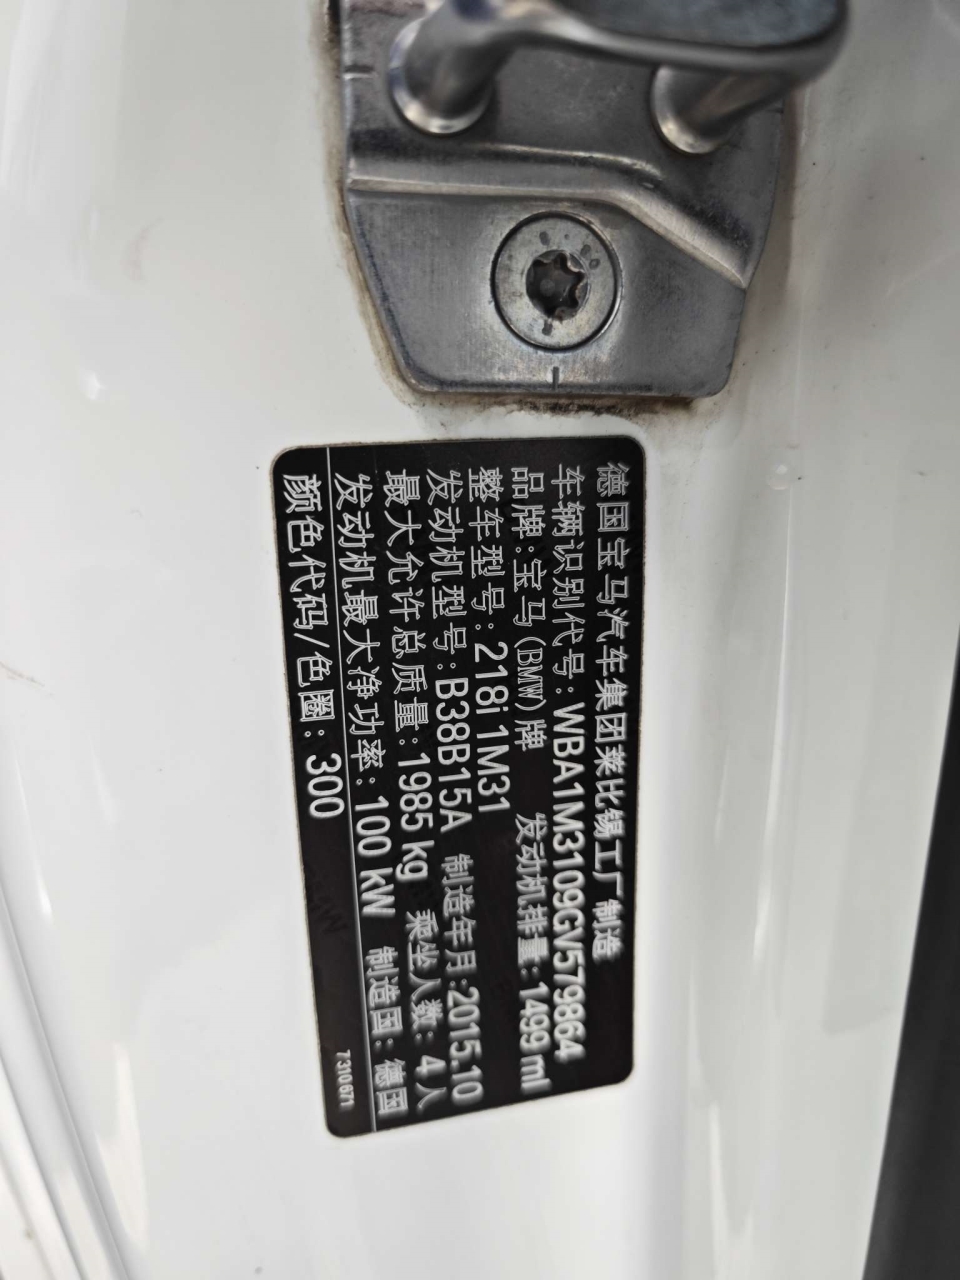 德国宝马汽车集团莱比锡工厂制造
车辆识别代号: WBA1M3109GV579864
品牌:宝马(BMW)牌 发动机排量: 1499 ml
整车型号: 218i 1M31
发动机型号: B38B15A 制造年月:2015.10
最大允许总质量: 1985 kg 乘坐人数: 4人
发动机最大净功率: 100 kW 制造国: 德国
颜色代码/色圈: 300
7310671